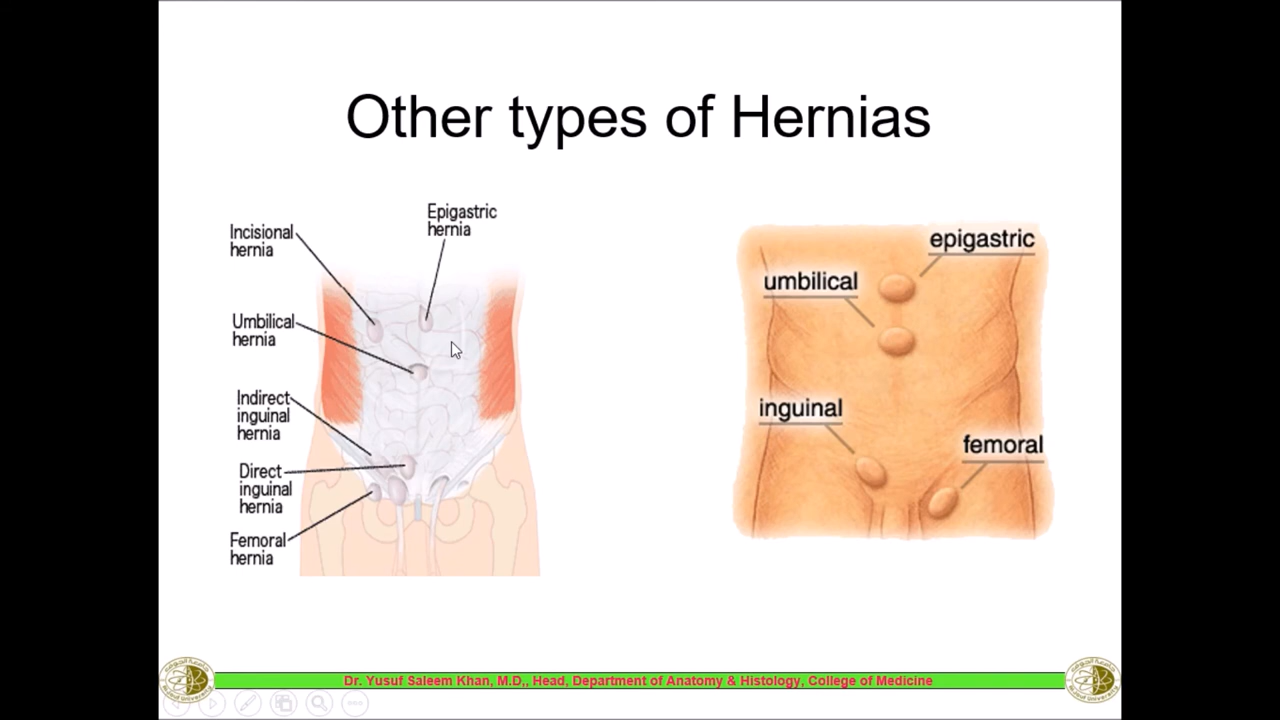 Other types of Hernias
Incisional
hernia
Epigastric
hernia
Umbilical
hernia
Indirect
inguinal
hernia
Direct
inguinal
hernia
Femoral
hernia
epigastric
umbilical
inguinal
femoral
Dr. Yusuf Saleem Khan, M.D,, Head, Department of Anatomy & Histology, College of Medicine